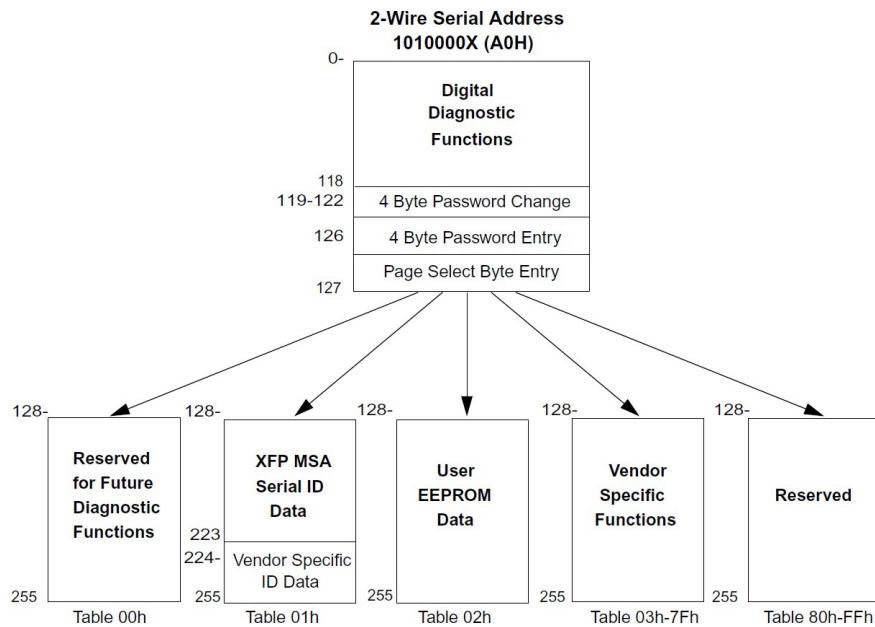 2-Wire Serial Address
1010000X (A0H)
0-
Digital
Diagnostic
Functions
118
119-122
4 Byte Password Change
126
4 Byte Password Entry
Page Select Byte Entry
127
128-
Reserved
for Future
Diagnostic
Functions
255
Table 00h
128-
XFP MSA
Serial ID
Data
223
224-
Vendor Specific
ID Data
255
Table 01h
128-
User
EEPROM
Data
255
Table 02h
128-
Vendor
Specific
Functions
255
Table 03h-7Fh
128-
Reserved
255
Table 80h-FFh